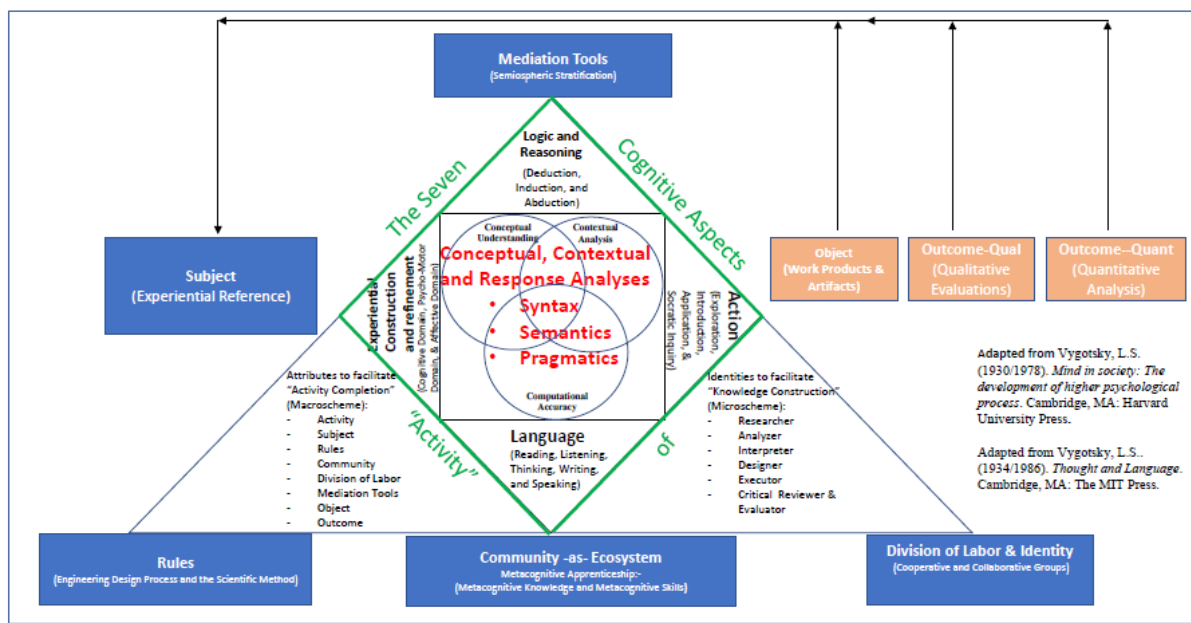 Mediation Tools
(Semiospheric Stratification)
The Seven
Cognitive Aspects
of
"Activity"
Logic and
Reasoning
(Deduction,
Induction, and
Abduction)
Conceptual
Understanding
Contextual
Analysis
Conceptual, Contextual
and Response Analyses
• Syntax
• Semantics
• Pragmatics
Computational
Accuracy
Experiential
Construction
and refinement
(Cognitive Domain, Psycho-Motor
Domain, & Affective Domain)
Action
(Exploration,
Introduction,
Application, &
Socratic Inquiry)
Language
(Reading, Listening,
Thinking, Writing,
and Speaking)
Subject
(Experiential Reference)
Object
(Work Products &
Artifacts)
Outcome-Qual
(Qualitative
Evaluations)
Outcome--Quant
(Quantitative
Analysis)
Attributes to facilitate
"Activity Completion"
(Macroscheme):
- Activity
- Subject
- Rules
- Community
- Division of Labor
- Mediation Tools
- Object
- Outcome
Identities to facilitate
"Knowledge Construction"
(Microscheme):
- Researcher
- Analyzer
- Interpreter
- Designer
- Executor
- Critical Reviewer &
Evaluator
Adapted from Vygotsky, L.S.
(1930/1978). Mind in society: The
development of higher psychological
process. Cambridge, MA: Harvard
University Press.
Adapted from Vygotsky, L.S..
(1934/1986). Thought and Language.
Cambridge, MA: The MIT Press.
Rules
(Engineering Design Process and the Scientific Method)
Community -as- Ecosystem
Metacognitive Apprenticeship:-
(Metacognitive Knowledge and Metacognitive Skills)
Division of Labor & Identity
(Cooperative and Collaborative Groups)